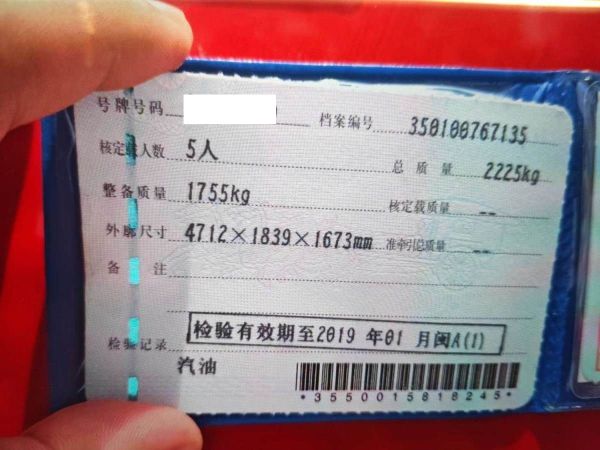 号牌号码 档案编号 350100767135
核定载人数 5人 总质量 2225kg
整备质量 1755kg 核定载质量 --
外廓尺寸 4712×1839×1673mm 准牵引总质量 --
备注
检验记录 检验有效期至2019 年01 月闽A(1)
汽油
*3550015818245*